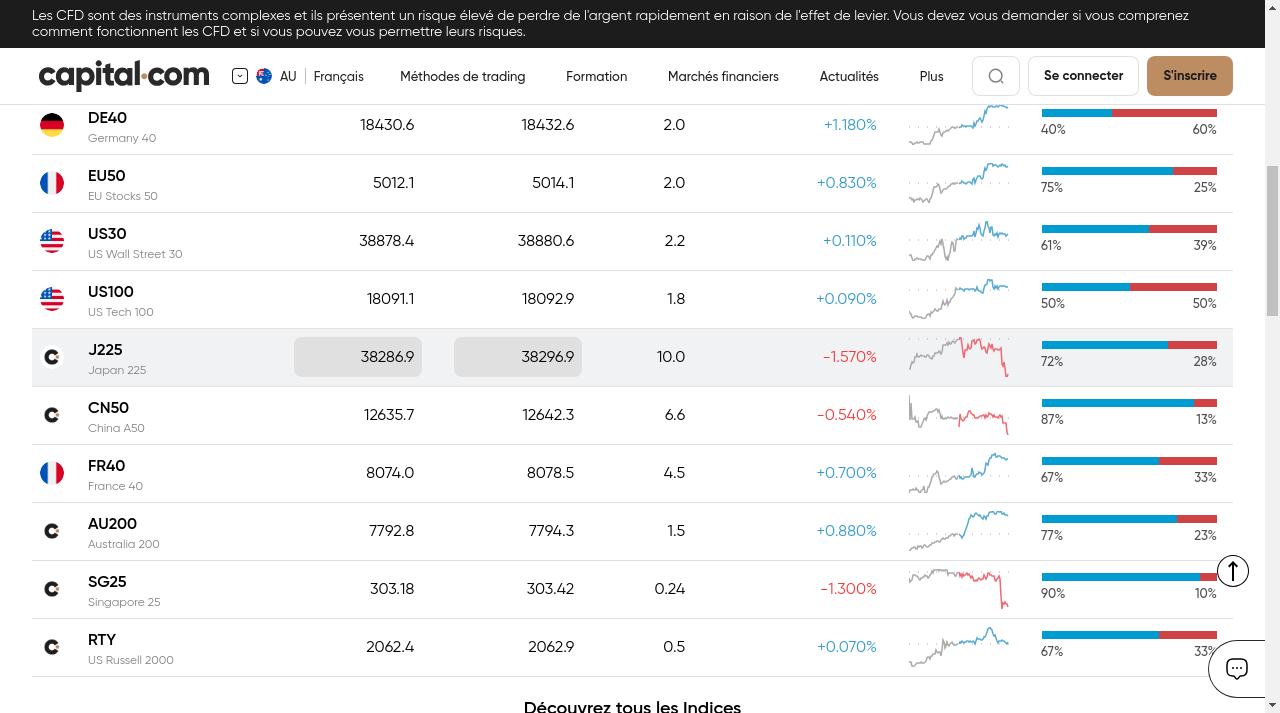 Les CFD sont des instruments complexes et ils présentent un risque élevé de perdre de l'argent rapidement en raison de l'effet de levier. Vous devez vous demander si vous comprenez
comment fonctionnent les CFD et si vous pouvez vous permettre leurs risques.
capital.com AU Français Méthodes de trading Formation Marchés financiers Actualités Plus Se connecter S'inscrire
DE40 18430.6 18432.6 2.0 +1.180%
Germany 40 40% 60%
EU50 5012.1 5014.1 2.0 +0.830%
EU Stocks 50 75% 25%
US30 38878.4 38880.6 2.2 +0.110%
US Wall Street 30 61% 39%
US100 18091.1 18092.9 1.8 +0.090%
US Tech 100 50% 50%
J225 38286.9 38296.9 10.0 -1.570%
Japan 225 72% 28%
CN50 12635.7 12642.3 6.6 -0.540%
China A50 87% 13%
FR40 8074.0 8078.5 4.5 +0.700%
France 40 67% 33%
AU200 7792.8 7794.3 1.5 +0.880%
Australia 200 77% 23%
SG25 303.18 303.42 0.24 -1.300%
Singapore 25 90% 10%
RTY 2062.4 2062.9 0.5 +0.070%
US Russell 2000 67% 33%
Découvrez tous les Indices